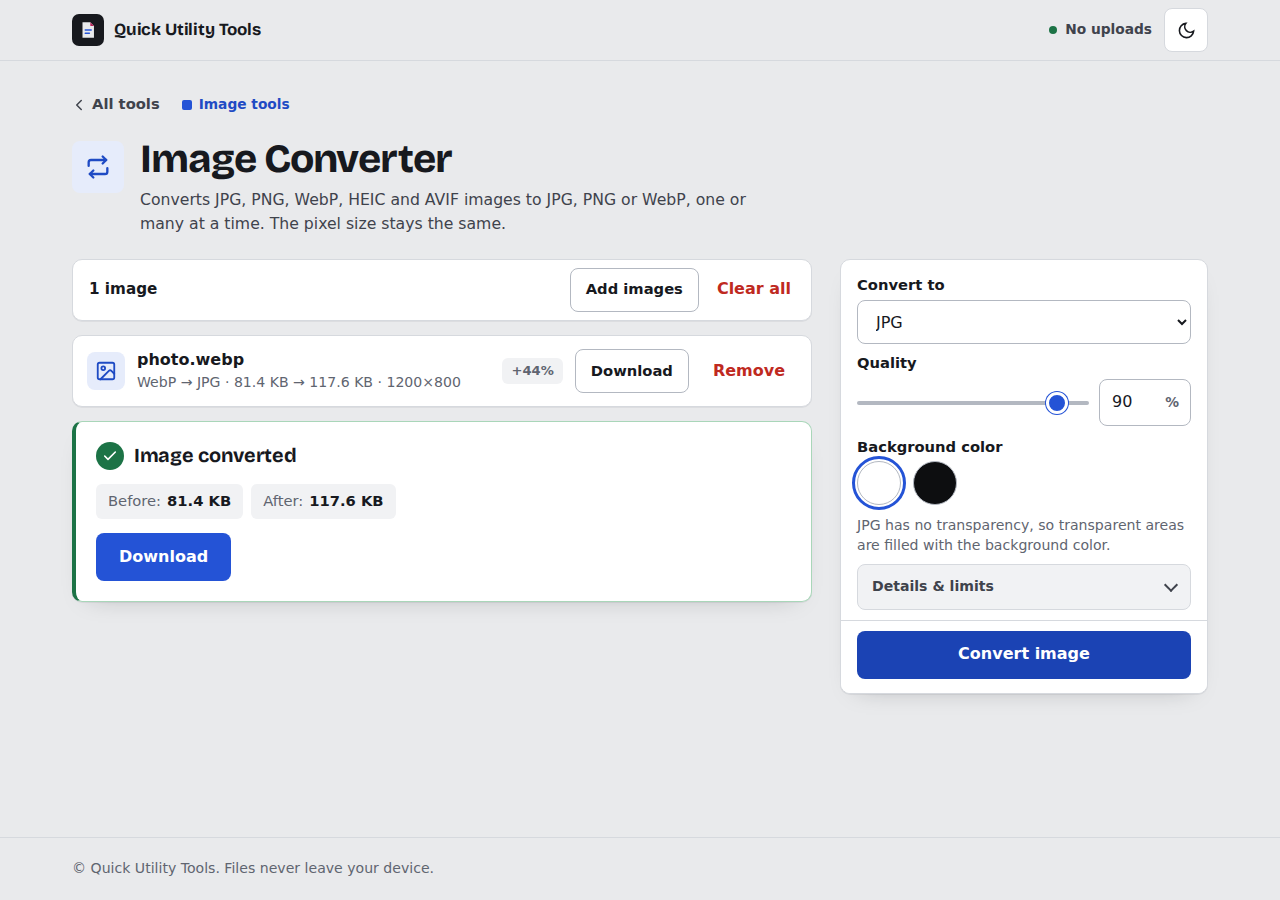 Quick Utility Tools
No uploads
All tools
Image tools
Image Converter
Converts JPG, PNG, WebP, HEIC and AVIF images to JPG, PNG or WebP, one or
many at a time. The pixel size stays the same.
1 image
Add images
Clear all
photo.webp
WebP → JPG · 81.4 KB → 117.6 KB · 1200×800
+44%
Download
Remove
Image converted
Before: 81.4 KB
After: 117.6 KB
Download
Convert to
JPG
Quality
90 %
Background color
JPG has no transparency, so transparent areas
are filled with the background color.
Details & limits
Convert image
© Quick Utility Tools. Files never leave your device.